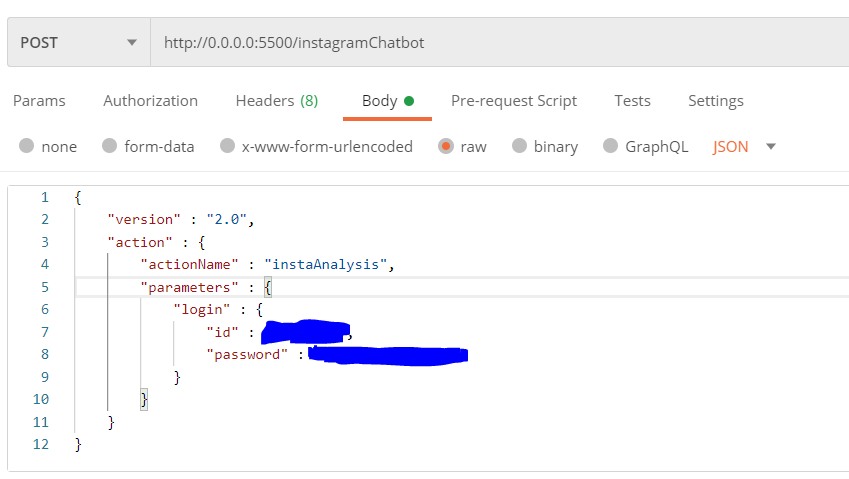 POST http://0.0.0.0:5500/instagramChatbot
Params Authorization Headers (8) Body Pre-request Script Tests Settings
none form-data x-www-form-urlencoded raw binary GraphQL JSON
1 {
2 "version" : "2.0",
3 "action" : {
4 "actionName" : "instaAnalysis",
5 "parameters" : {
6 "login" : {
7 "id" : ,
8 "password" :
9 }
10 }
11 }
12 }